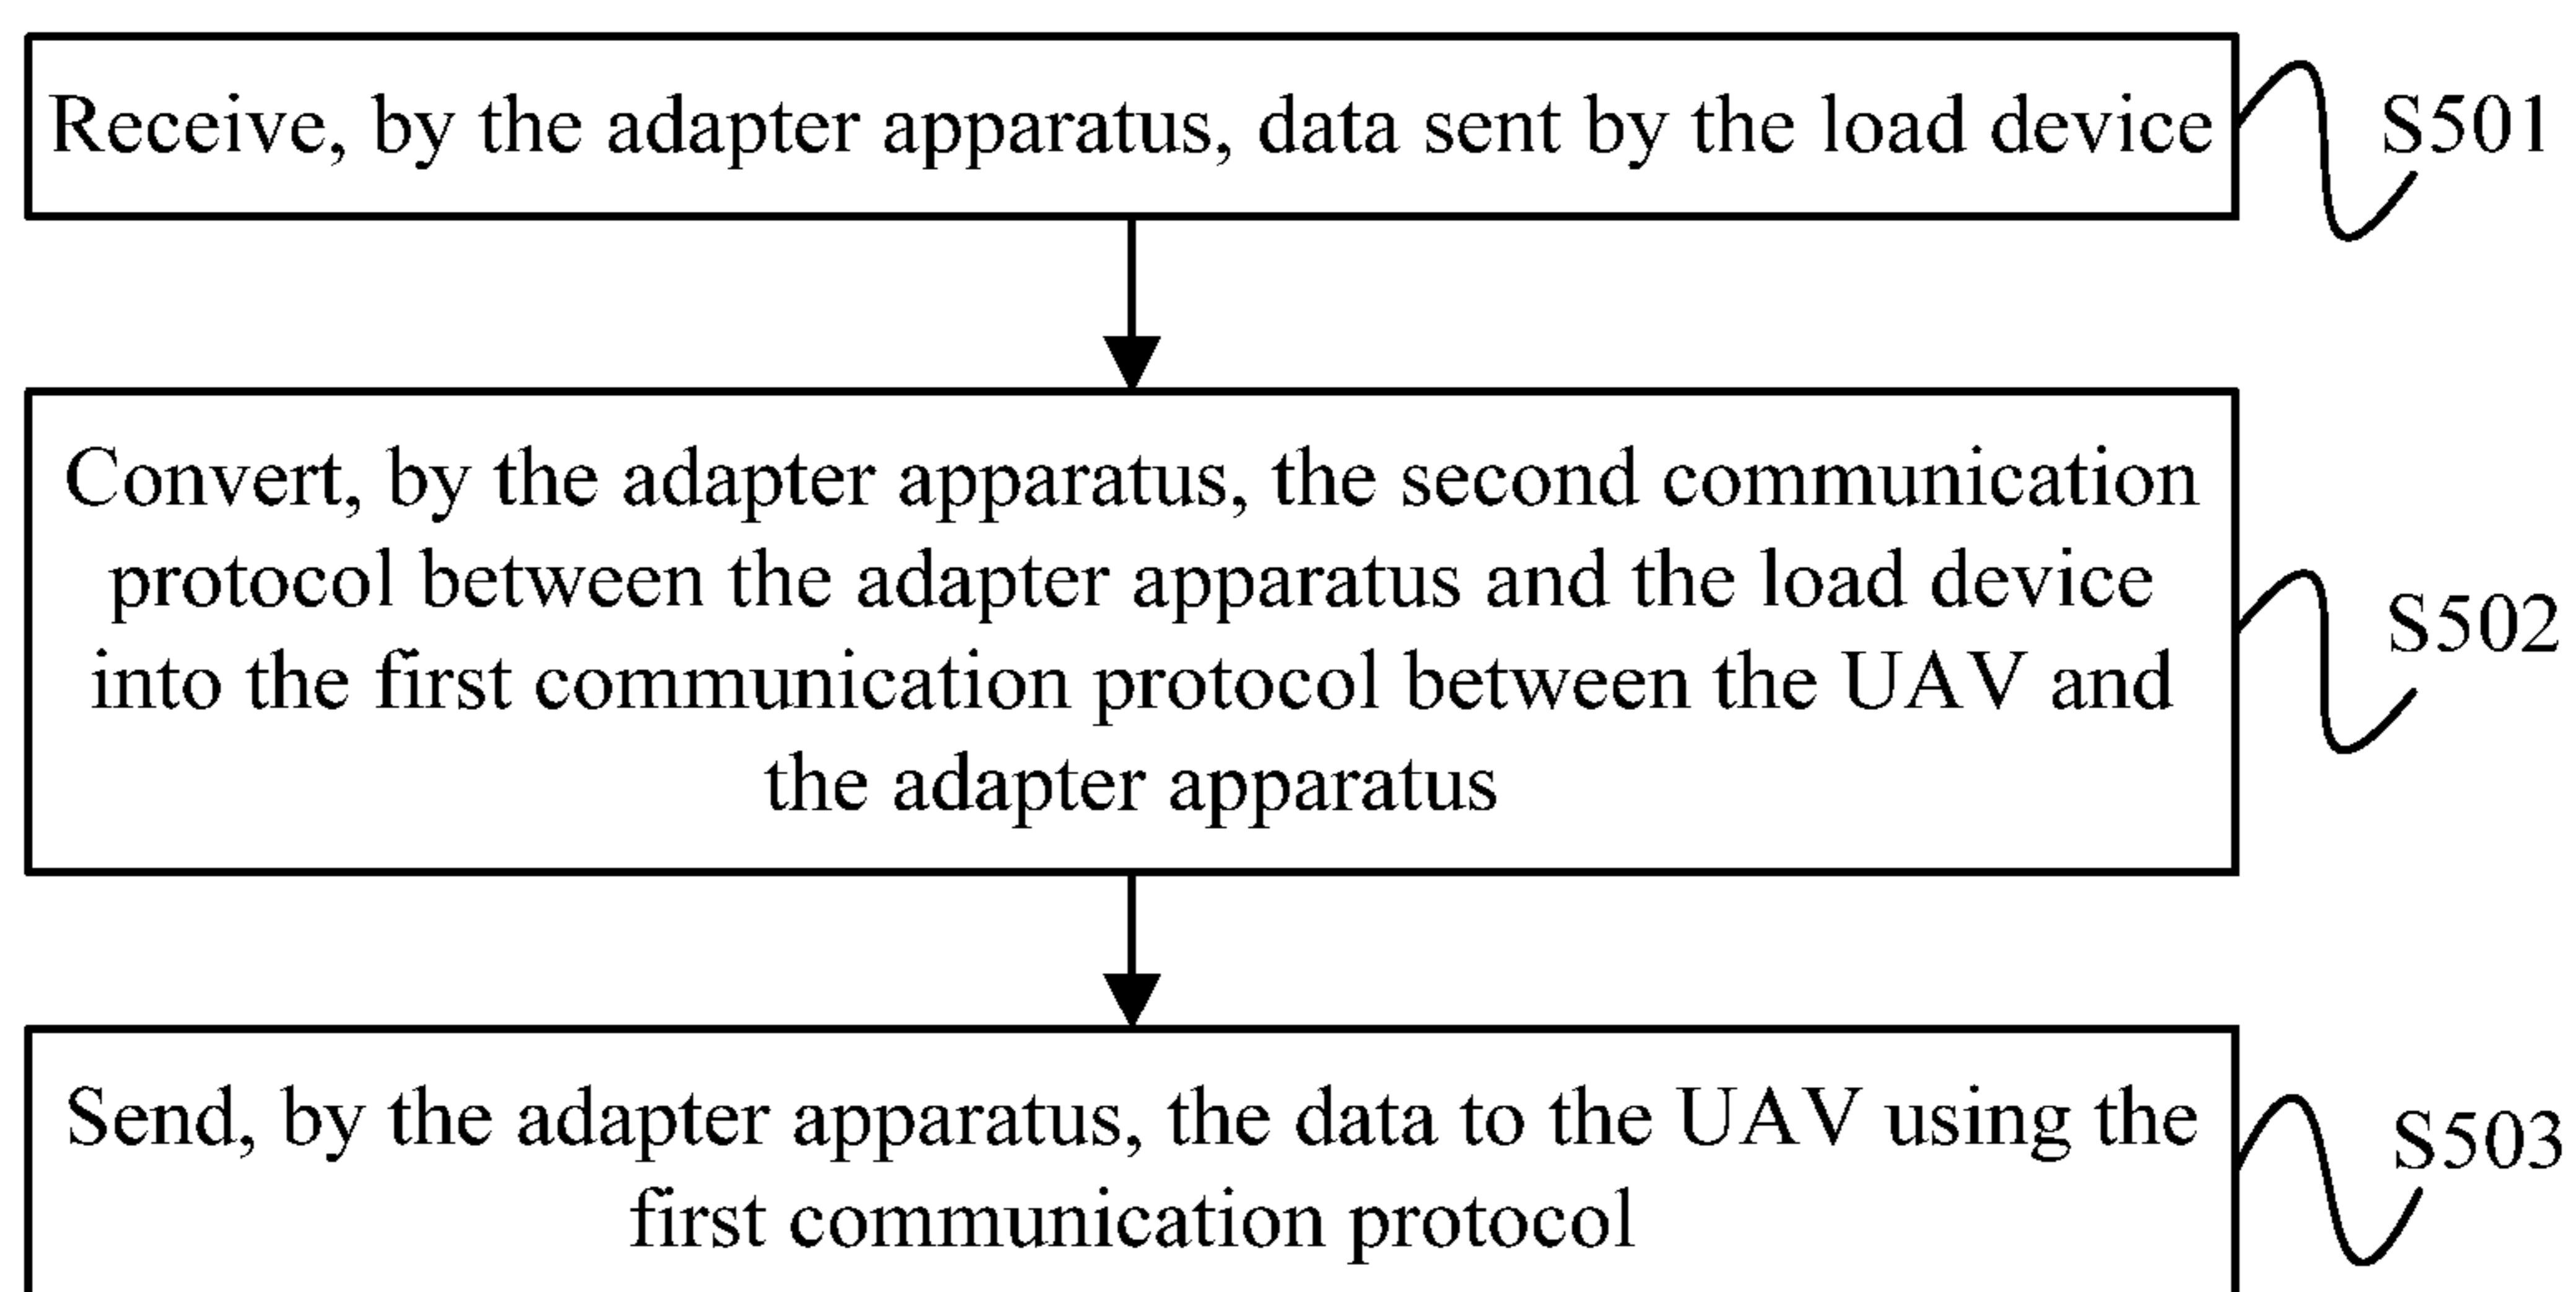 Receive, by the adapter apparatus, data sent by the load device
S501
Convert, by the adapter apparatus, the second communication
protocol between the adapter apparatus and the load device
into the first communication protocol between the UAV and
the adapter apparatus
S502
Send, by the adapter apparatus, the data to the UAV using the
first communication protocol
S503